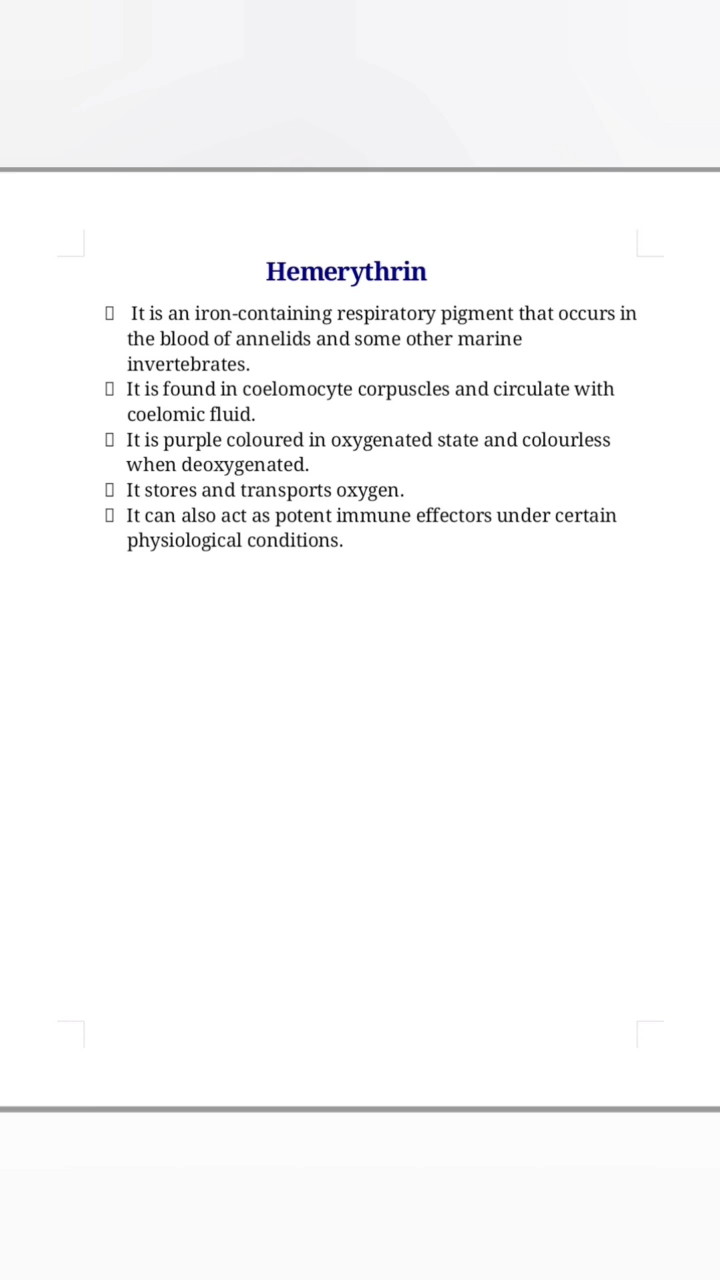 Hemerythrin
It is an iron-containing respiratory pigment that occurs in
the blood of annelids and some other marine
invertebrates.
It is found in coelomocyte corpuscles and circulate with
coelomic fluid.
It is purple coloured in oxygenated state and colourless
when deoxygenated.
It stores and transports oxygen.
It can also act as potent immune effectors under certain
physiological conditions.